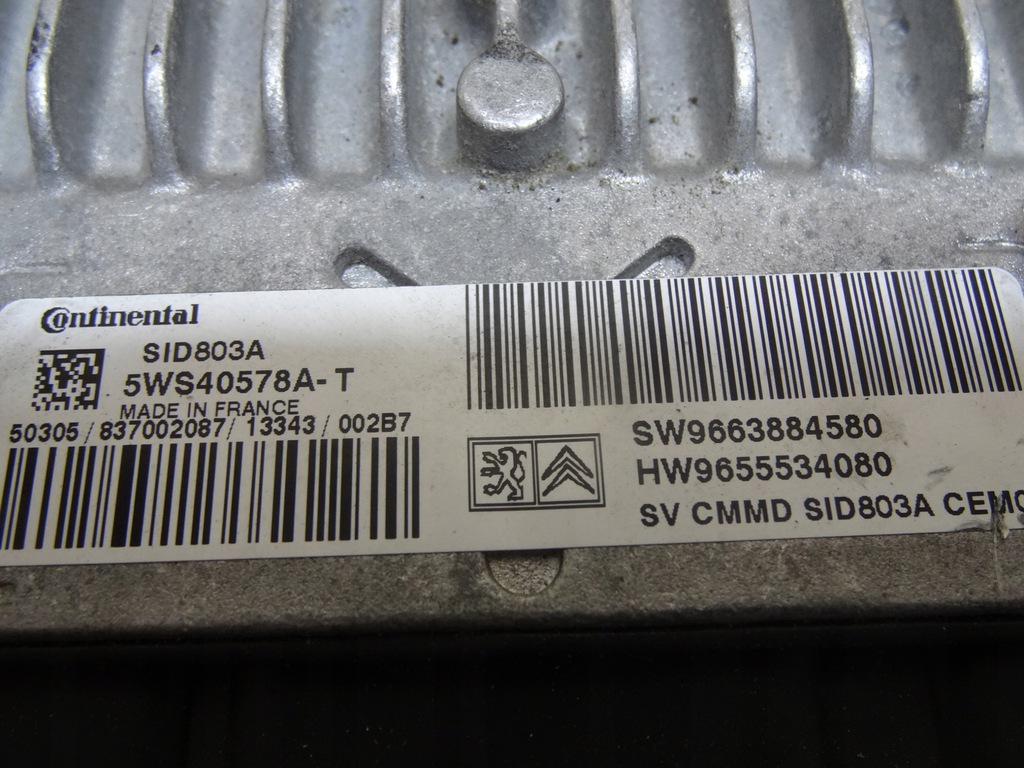 Continental
SID803A
5WS40578A-T
MADE IN FRANCE
50305/837002087/13343/002B7
SW9663884580
HW9655534080
SV CMMD SID803A